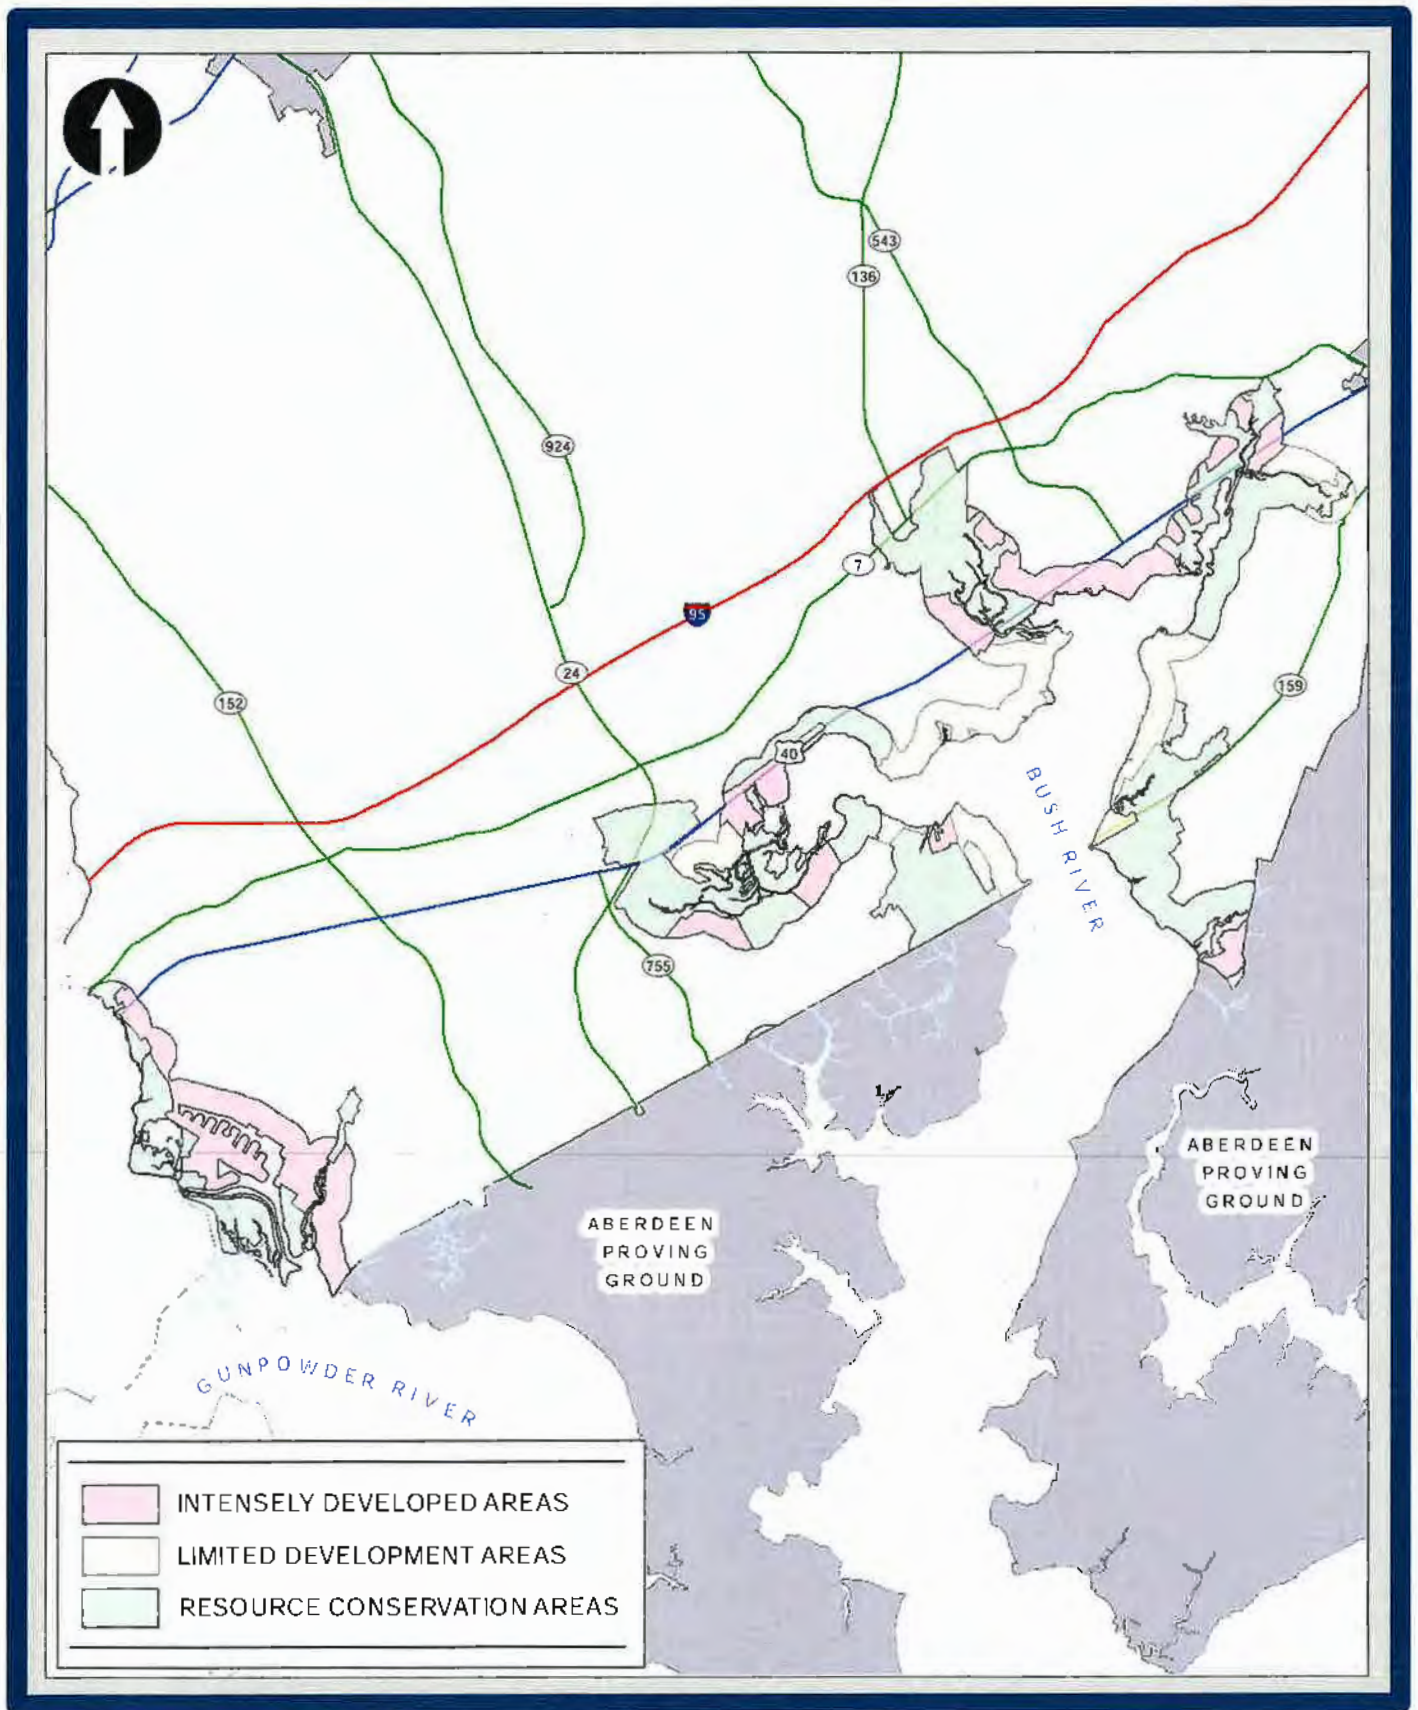 543
136
924
7
95
24
152
159
40
BUSH RIVER
755
ABERDEEN
PROVING
GROUND
ABERDEEN
PROVING
GROUND
GUNPOWDER RIVER
INTENSELY DEVELOPED AREAS
LIMITED DEVELOPMENT AREAS
RESOURCE CONSERVATION AREAS